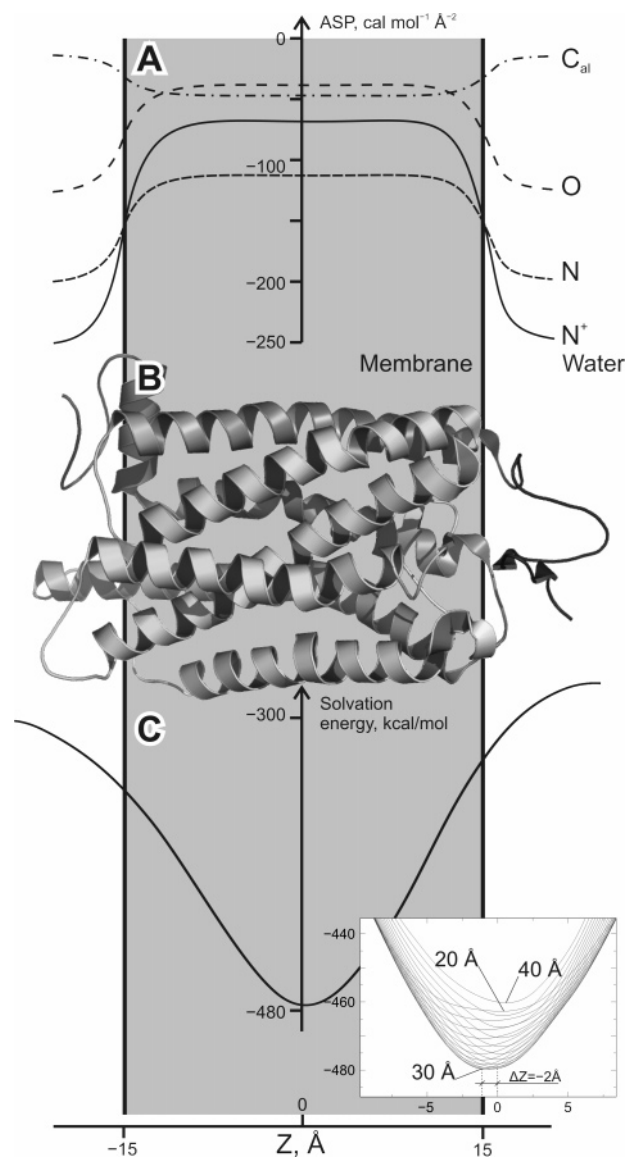 ASP, cal mol⁻¹ Å⁻²
0
A
C_al
O
−100
N
−200
N⁺
−250
Membrane
Water
B
Solvation
energy, kcal/mol
−300
C
−440
20 Å
40 Å
−460
−480
−480
30 Å
ΔZ=−2Å
−5
0
5
0
−15
Z, Å
15